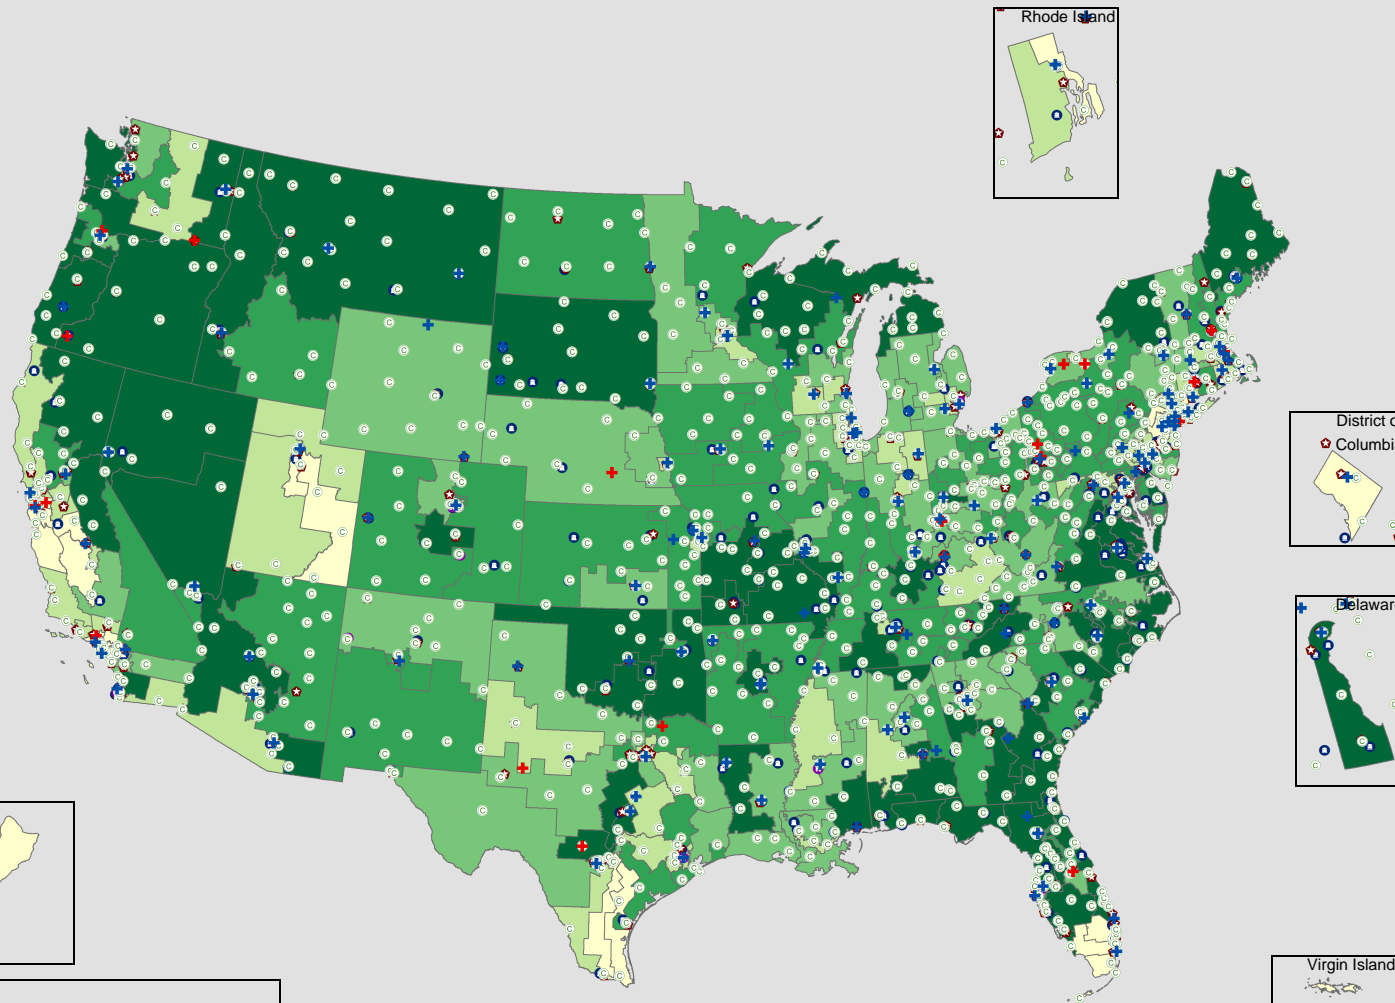 Rhode Island
District o
Columbi
Delawar
Virgin Island